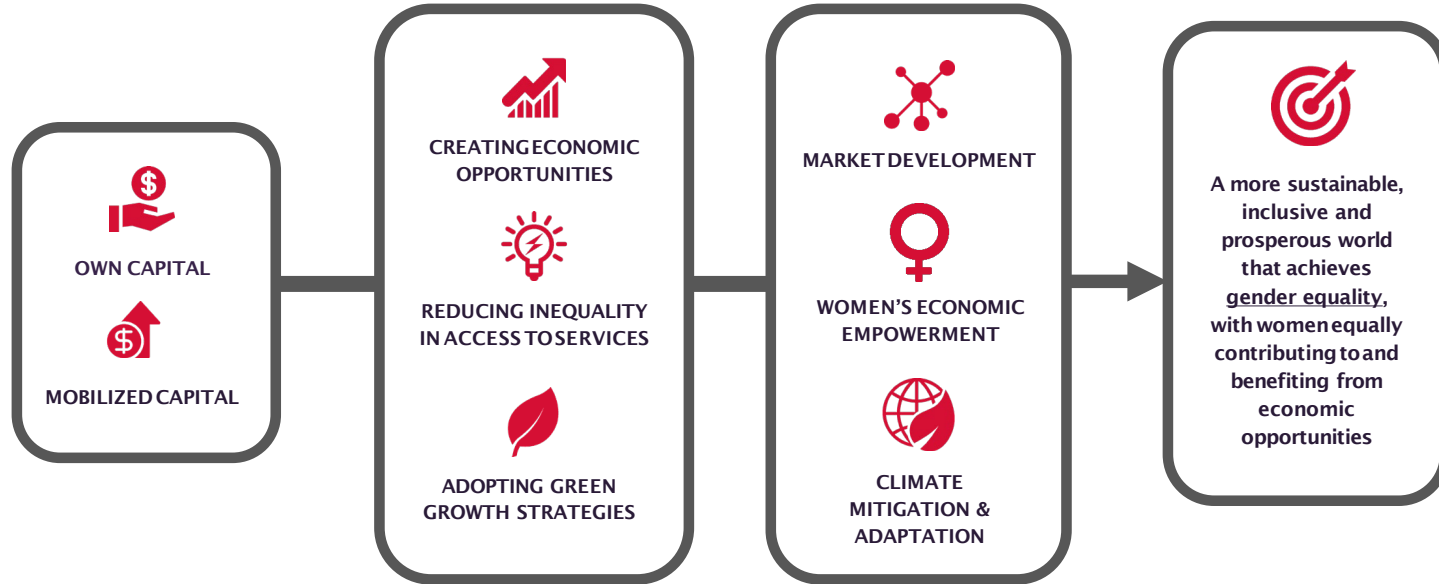 OWN CAPITAL
MOBILIZED CAPITAL
CREATING ECONOMIC
OPPORTUNITIES
REDUCING INEQUALITY
IN ACCESS TO SERVICES
ADOPTING GREEN
GROWTH STRATEGIES
MARKET DEVELOPMENT
WOMEN’S ECONOMIC
EMPOWERMENT
CLIMATE
MITIGATION &
ADAPTATION
A more sustainable,
inclusive and
prosperous world
that achieves
gender equality,
with women equally
contributing to and
benefiting from
economic
opportunities